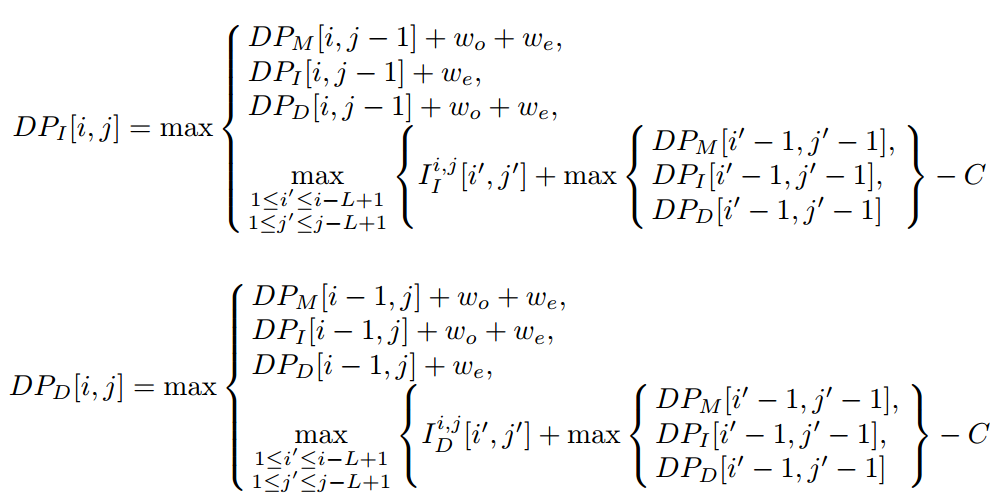 DP_I[i, j] = max { DP_M[i, j − 1] + w_o + w_e,
DP_I[i, j − 1] + w_e,
DP_D[i, j − 1] + w_o + w_e,
max_{1≤i′≤i−L+1, 1≤j′≤j−L+1} { I_I^{i,j}[i′, j′] + max { DP_M[i′ − 1, j′ − 1], DP_I[i′ − 1, j′ − 1], DP_D[i′ − 1, j′ − 1] } } − C
DP_D[i, j] = max { DP_M[i − 1, j] + w_o + w_e,
DP_I[i − 1, j] + w_o + w_e,
DP_D[i − 1, j] + w_e,
max_{1≤i′≤i−L+1, 1≤j′≤j−L+1} { I_D^{i,j}[i′, j′] + max { DP_M[i′ − 1, j′ − 1], DP_I[i′ − 1, j′ − 1], DP_D[i′ − 1, j′ − 1] } } − C